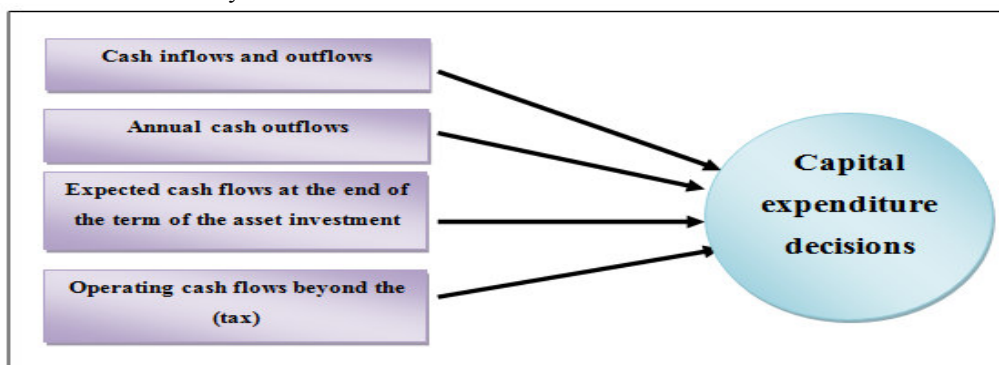 Cash inflows and outflows
Annual cash outflows
Expected cash flows at the end of
the term of the asset investment
Operating cash flows beyond the
(tax)
Capital
expenditure
decisions